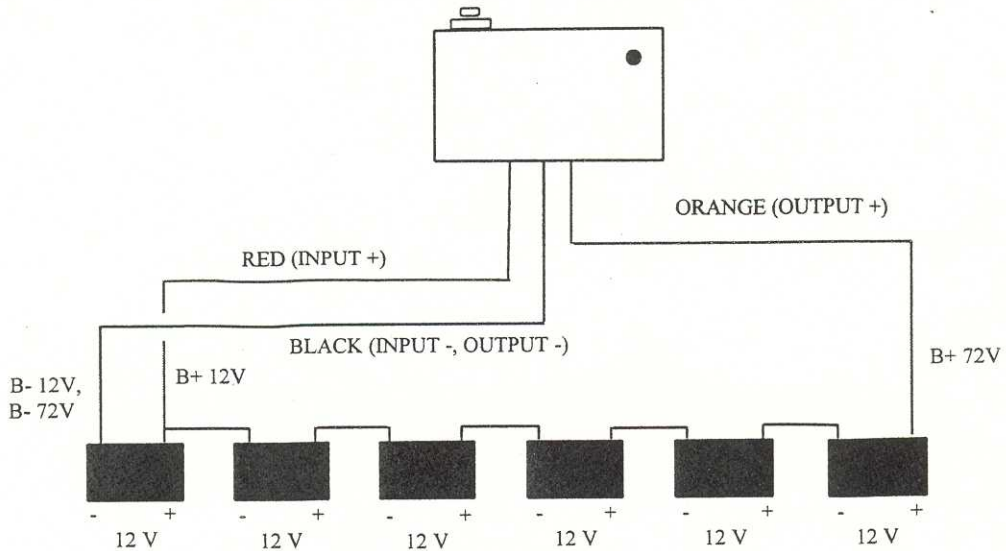 ORANGE (OUTPUT +)
RED (INPUT +)
BLACK (INPUT -, OUTPUT -)
B- 12V,
B- 72V
B+ 12V
B+ 72V
- + - + - + - + - + - +
12 V 12 V 12 V 12 V 12 V 12 V